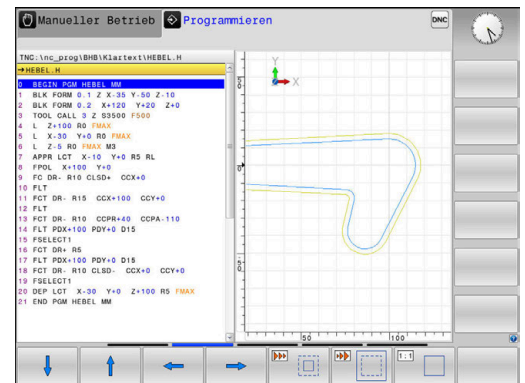 Manueller Betrieb
Programmieren
DNC
TNC:\nc_prog\BHB\Klartext\HEBEL.H
→HEBEL.H
0 BEGIN PGM HEBEL MM
1 BLK FORM 0.1 Z X-35 Y-50 Z-10
2 BLK FORM 0.2 X+120 Y+20 Z+0
3 TOOL CALL 3 Z S3500 F500
4 L Z+100 R0 FMAX
5 L X-30 Y+0 R0 FMAX
6 L Z-5 R0 FMAX M3
7 APPR LCT X-10 Y+0 R5 RL
8 FPOL X+100 Y+0
9 FC DR- R10 CLSD+ CCX+0
10 FLT
11 FCT DR- R15 CCX+100 CCY+0
12 FLT
13 FCT DR- R10 CCPR+40 CCPA-110
14 FLT PDX+100 PDY+0 D15
15 FSELECT1
16 FCT DR+ R5
17 FLT PDX+100 PDY+0 D15
18 FCT DR- R10 CLSD- CCX+0 CCY+0
19 FSELECT1
20 DEP LCT X-30 Y+0 Z+100 R5 FMAX
21 END PGM HEBEL MM
Y
X
50
0
50
50
100
1:1